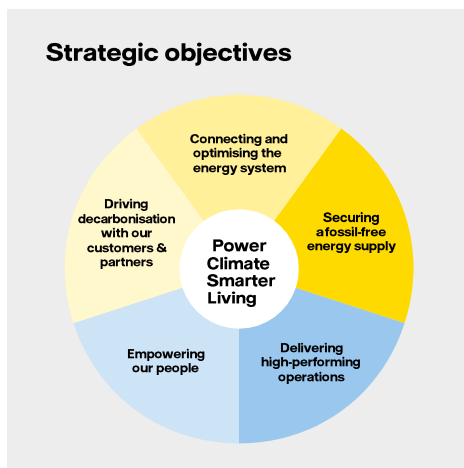 Strategic objectives
Connecting and
optimising the
energy system
Driving
decarbonisation
with our
customers &
partners
Securing
a fossil-free
energy supply
Power
Climate
Smarter
Living
Empowering
our people
Delivering
high-performing
operations